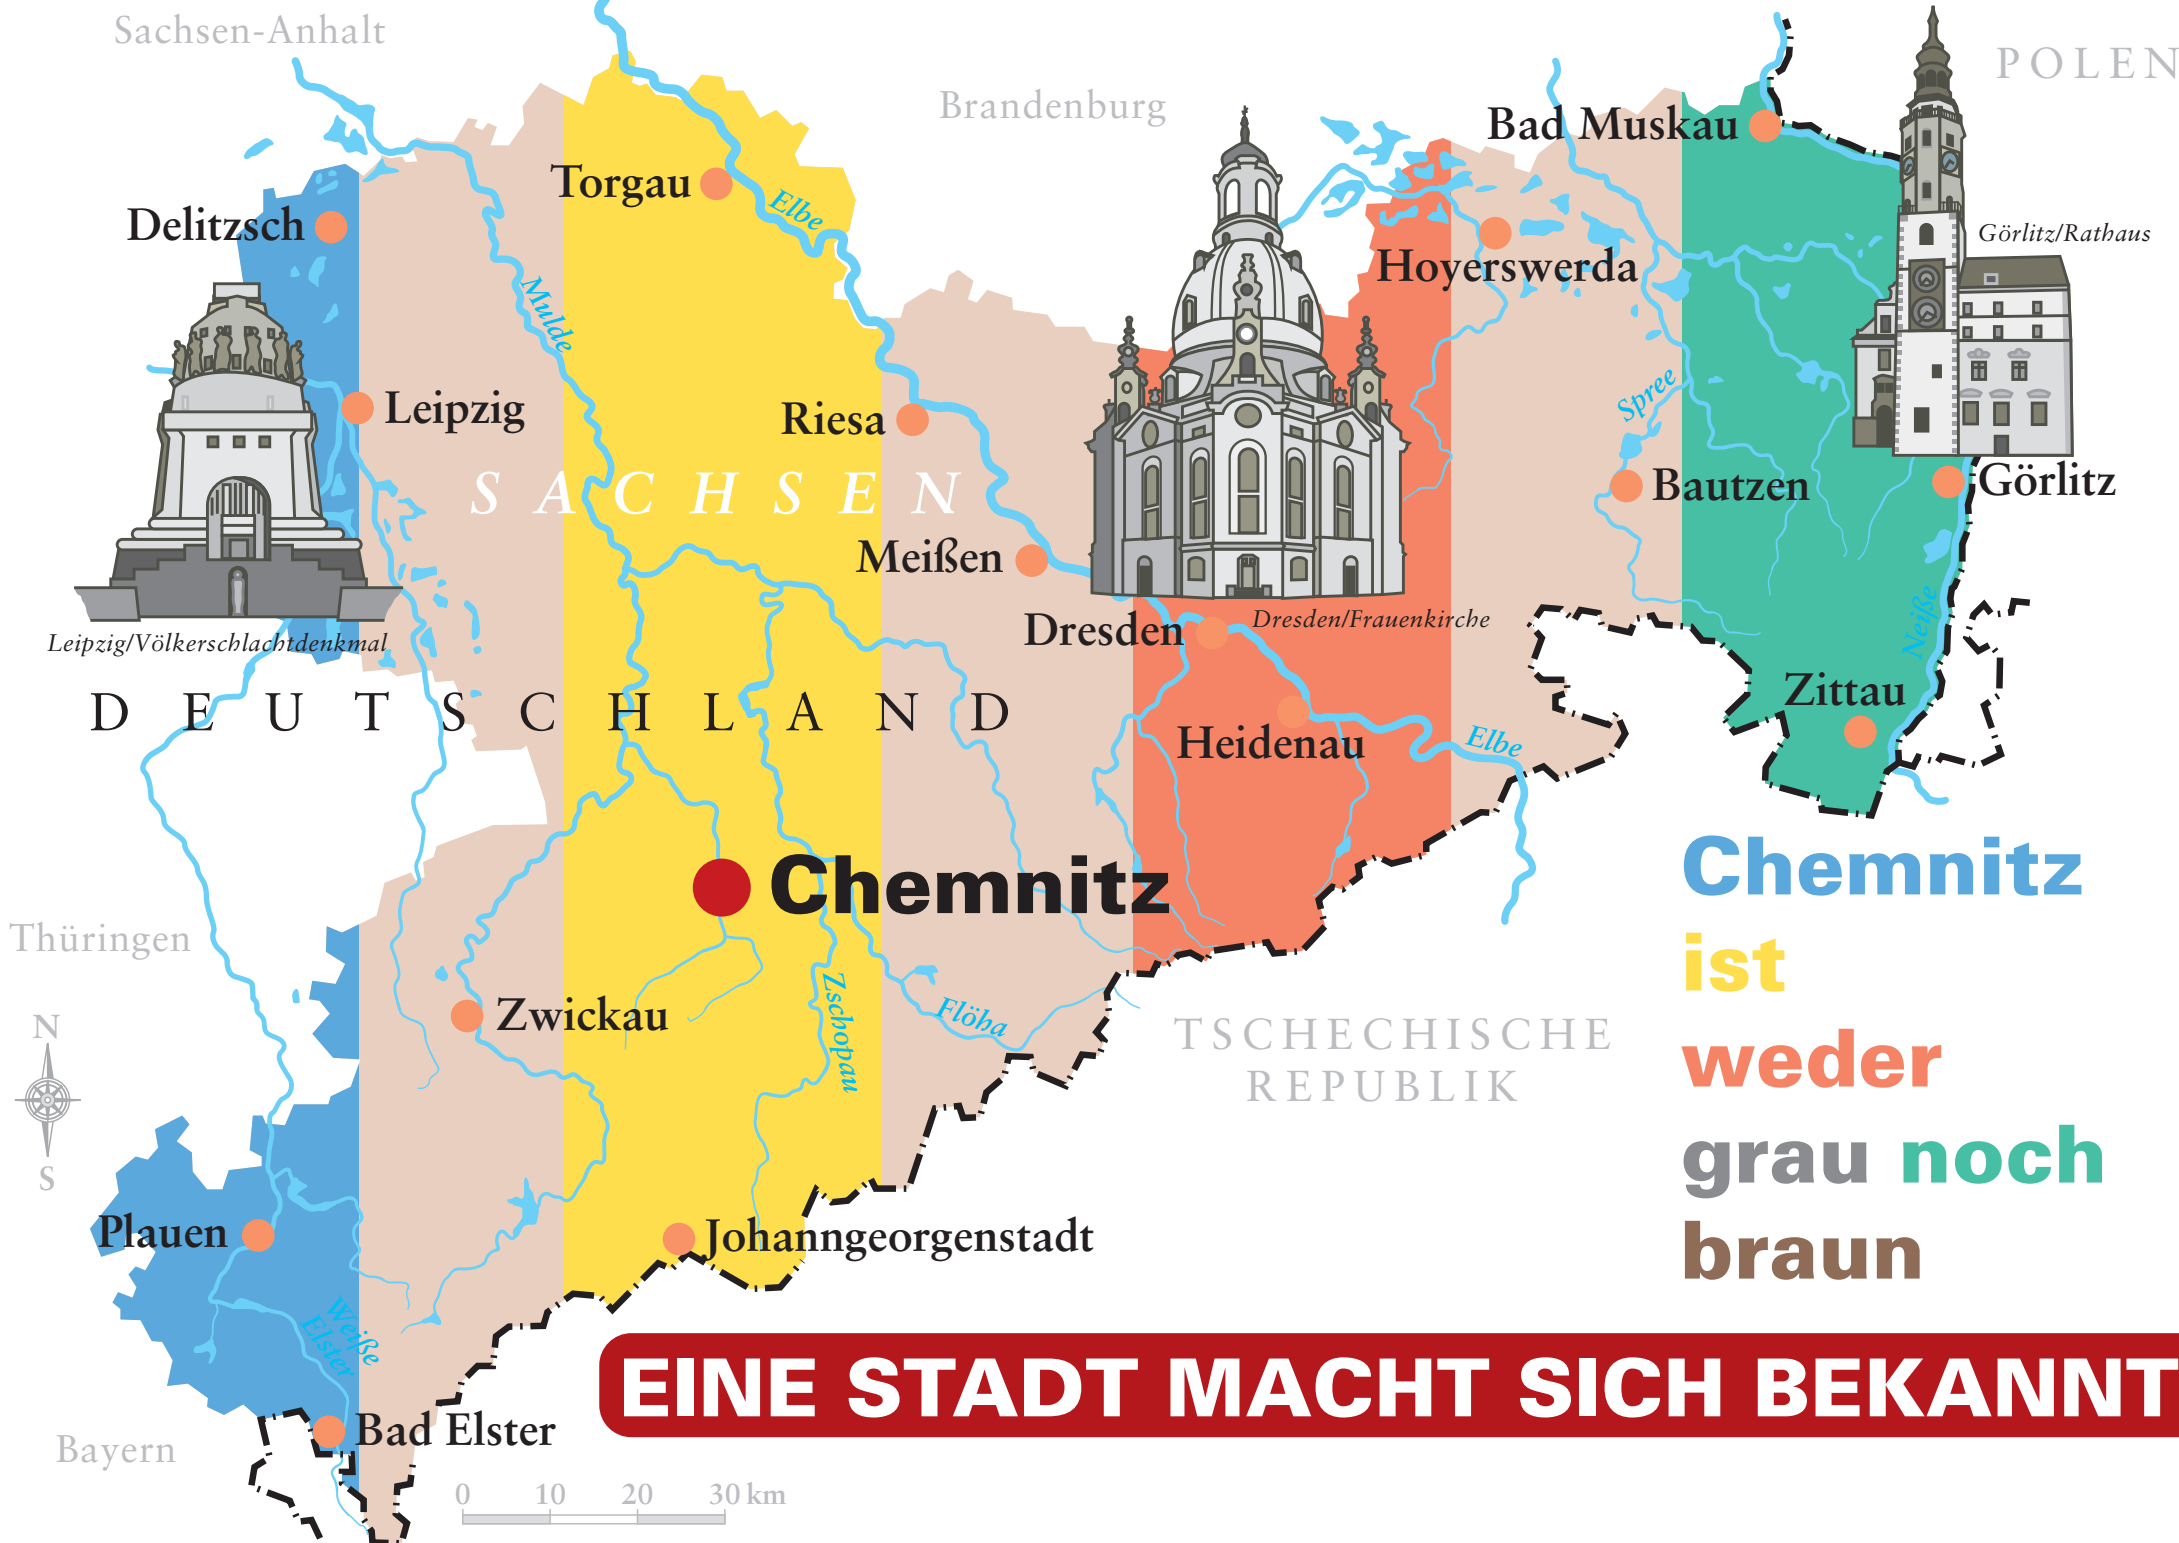 Sachsen-Anhalt
POLEN
Brandenburg
Bad Muskau
Torgau
Elbe
Delitzsch
Görlitz/Rathaus
Hoyerswerda
Mulde
Leipzig
Riesa
Spree
SACHSEN
Bautzen
Görlitz
Meißen
Neiße
Dresden
Dresden/Frauenkirche
Leipzig/Völkerschlachtdenkmal
Zittau
DEUTSCHLAND
Heidenau
Elbe
Chemnitz
Chemnitz
ist
weder
grau noch
braun
Thüringen
Zwickau
Zschopau
Flöha
TSCHECHISCHE
REPUBLIK
N
S
Plauen
Johanngeorgenstadt
Weiße
Elster
EINE STADT MACHT SICH BEKANNT
Bad Elster
Bayern
0 10 20 30 km